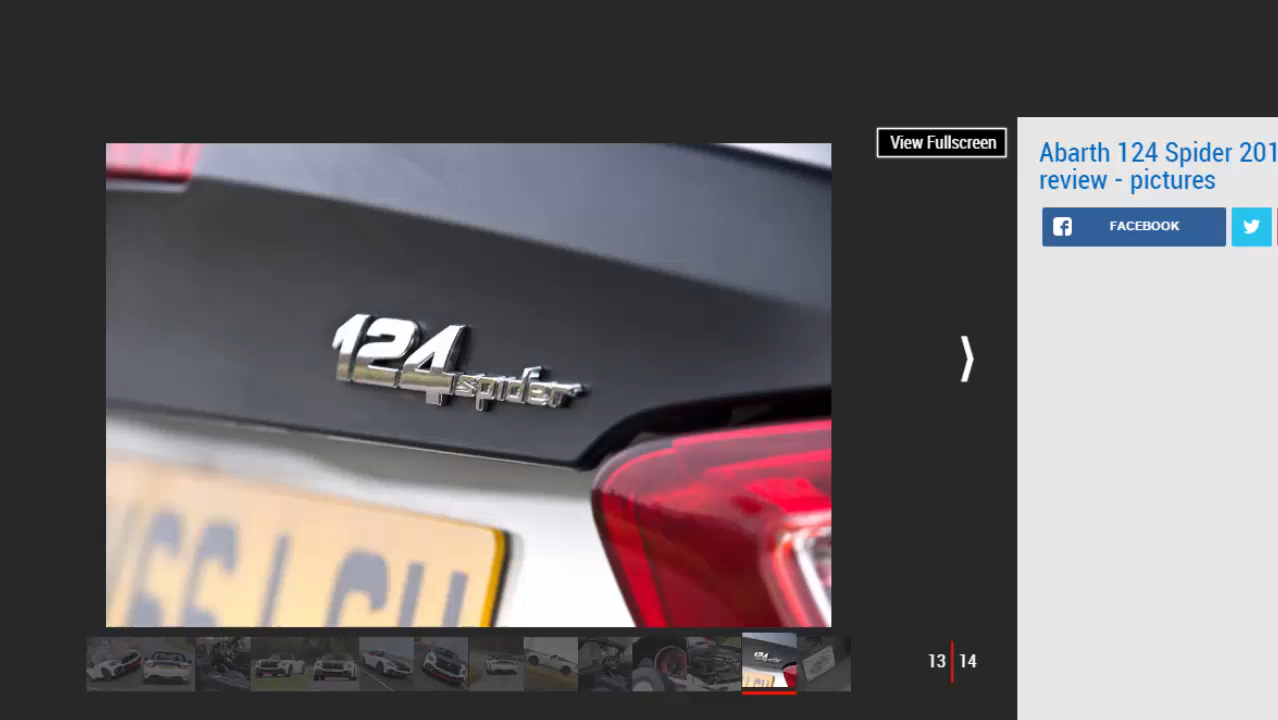 View Fullscreen
Abarth 124 Spider 201
review - pictures
FACEBOOK
124 spider
13 14